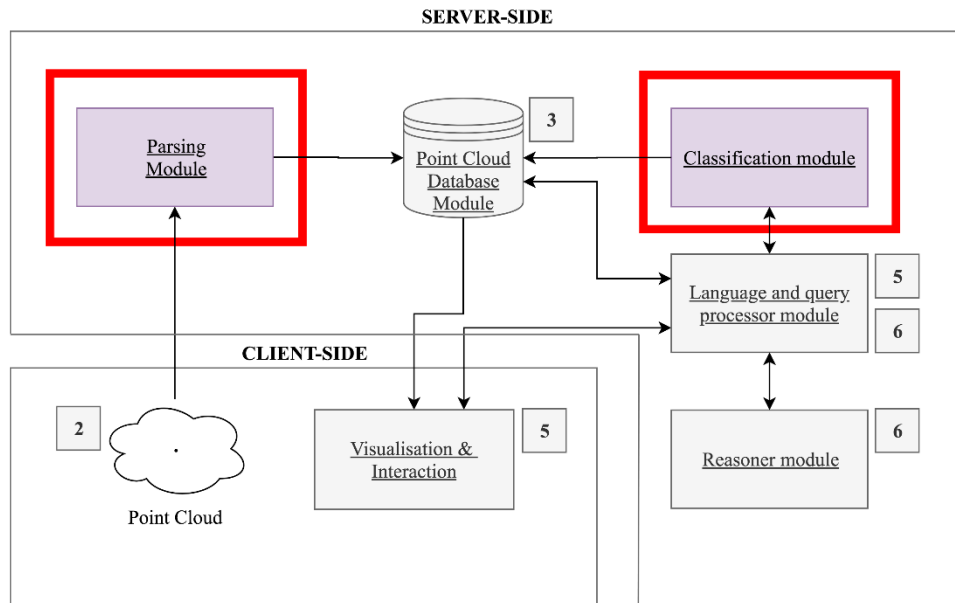 SERVER-SIDE
Parsing
Module
3
Point Cloud
Database
Module
Classification module
Language and query
processor module
5
6
CLIENT-SIDE
2
Point Cloud
Visualisation &
Interaction
5
Reasoner module
6